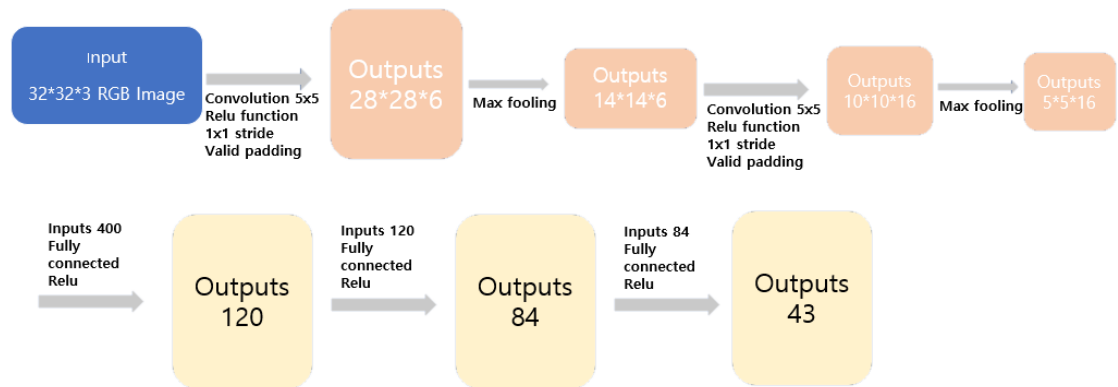 Input
32*32*3 RGB Image
Convolution 5x5
Relu function
1x1 stride
Valid padding
Outputs
28*28*6
Max fooling
Outputs
14*14*6
Convolution 5x5
Relu function
1x1 stride
Valid padding
Outputs
10*10*16
Max fooling
Outputs
5*5*16
Inputs 400
Fully
connected
Relu
Outputs
120
Inputs 120
Fully
connected
Relu
Outputs
84
Inputs 84
Fully
connected
Relu
Outputs
43